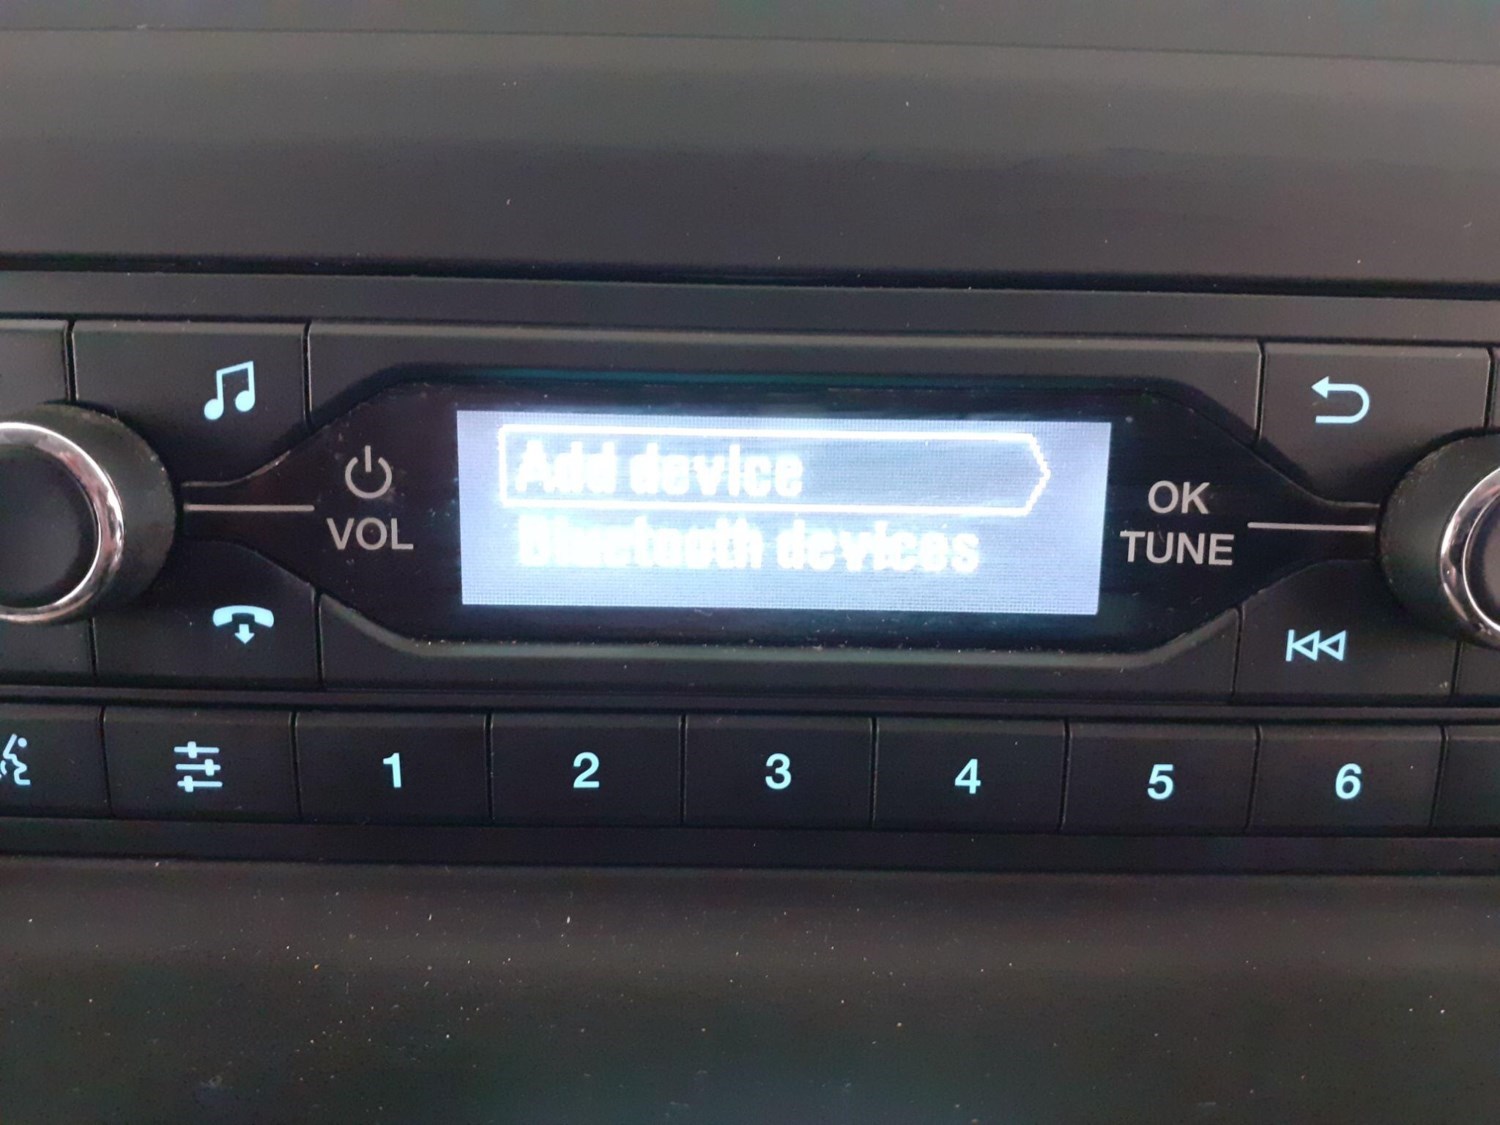 Add device
Bluetooth devices
VOL
OK
TUNE
1 2 3 4 5 6